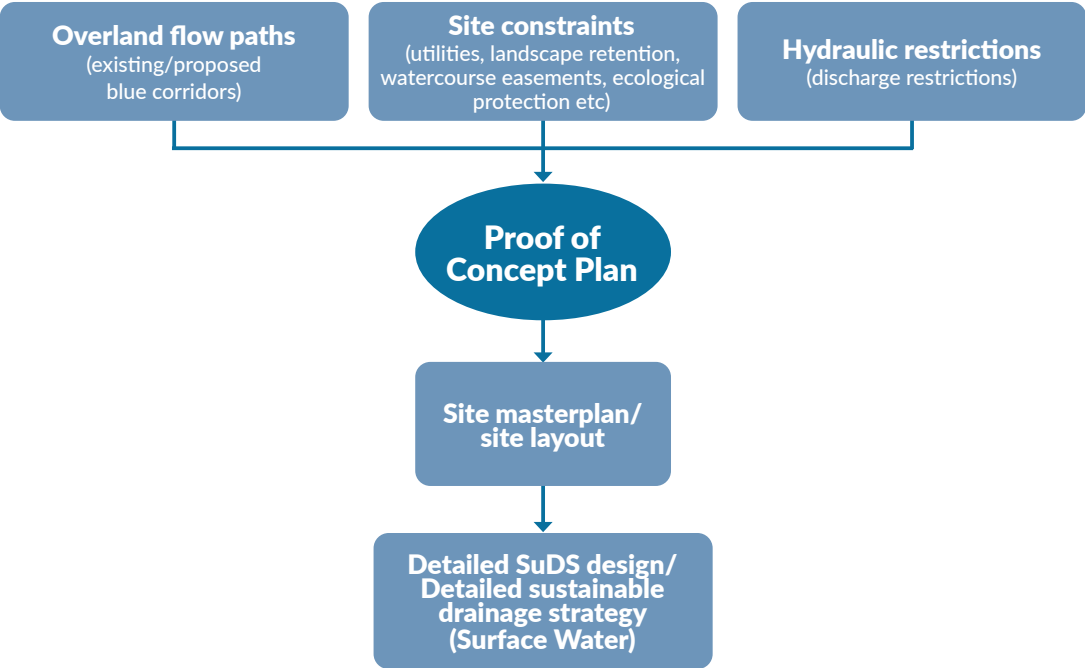 Overland flow paths
(existing/proposed
blue corridors)
Site constraints
(utilities, landscape retention,
watercourse easements, ecological
protection etc)
Hydraulic restrictions
(discharge restrictions)
Proof of
Concept Plan
Site masterplan/
site layout
Detailed SuDS design/
Detailed sustainable
drainage strategy
(Surface Water)